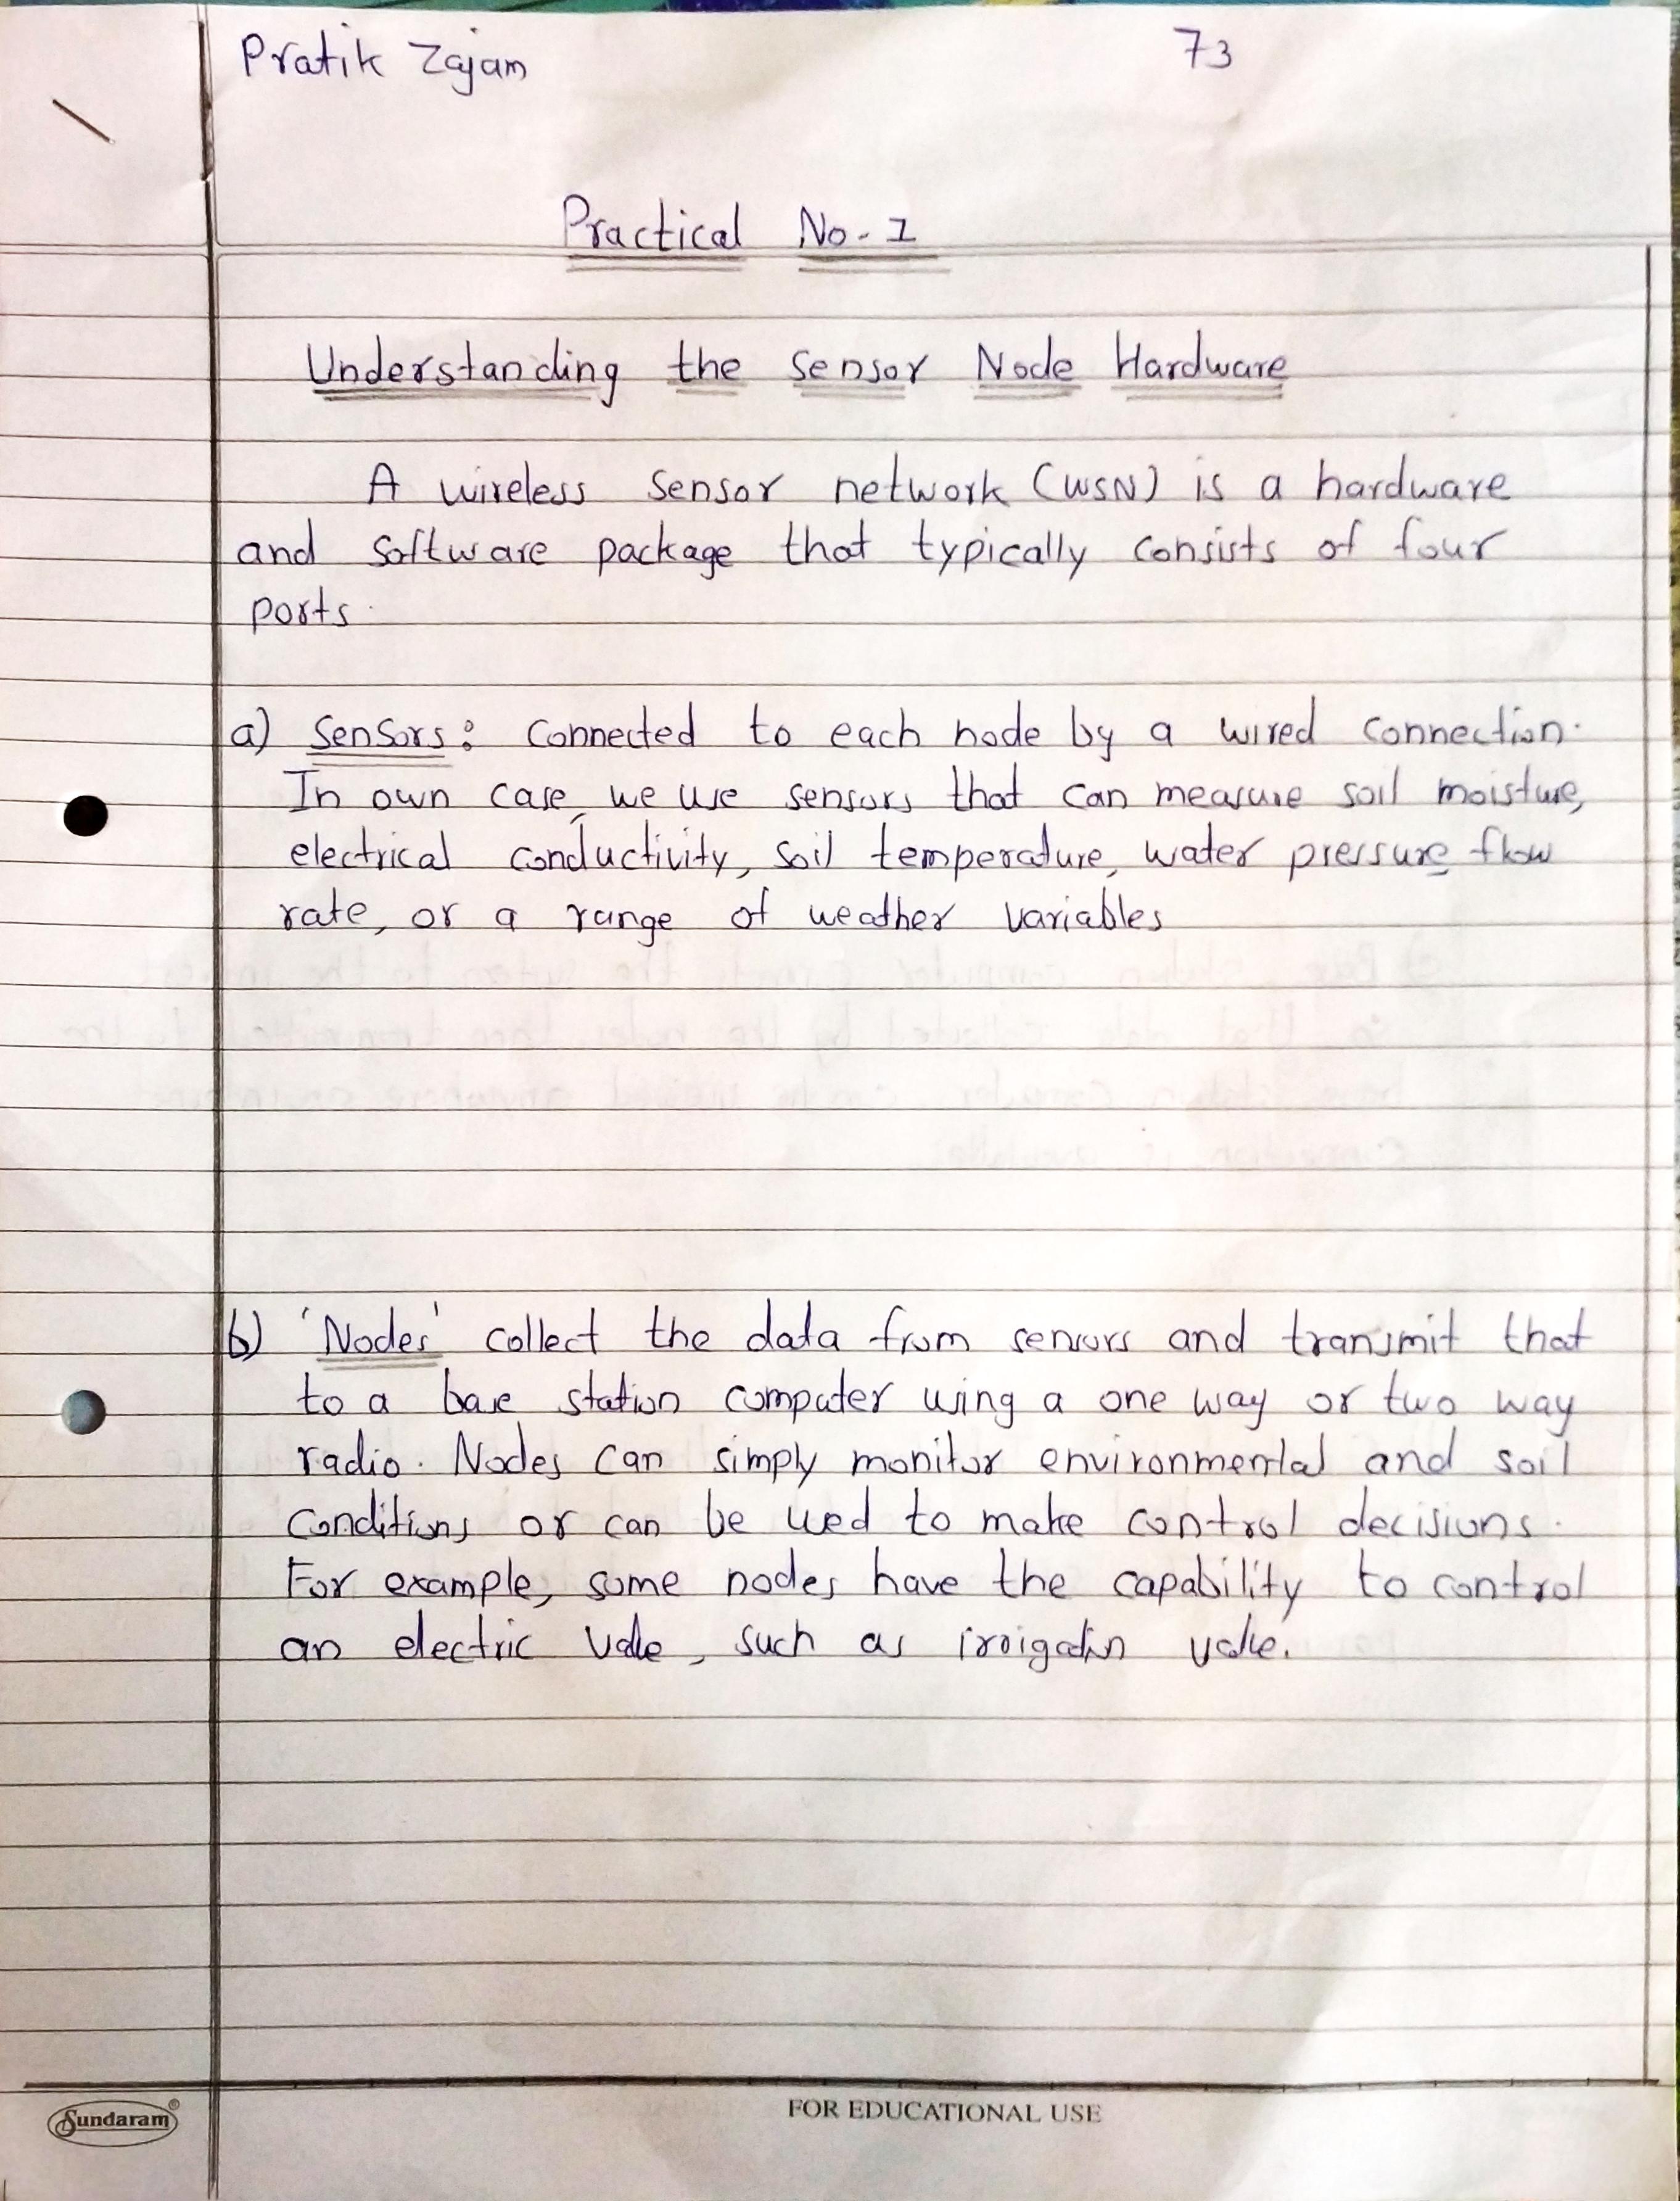 Pratik Zajam 73
Practical No. 1
Understanding the Sensor Node Hardware
A wireless sensor network (WSN) is a hardware
and software package that typically consists of four
ports.
a) Sensors: Connected to each node by a wired connection.
In own case, we use sensors that can measure soil moisture,
electrical conductivity, soil temperature, water pressure flow
rate, or a range of weather variables
b) 'Nodes' collect the data from sensors and transmit that
to a base station computer using a one way or two way
radio. Nodes can simply monitor environmental and soil
conditions or can be used to make control decisions.
For example, some nodes have the capability to control
an electric valve, such as irrigation valve.
Sundaram®
FOR EDUCATIONAL USE